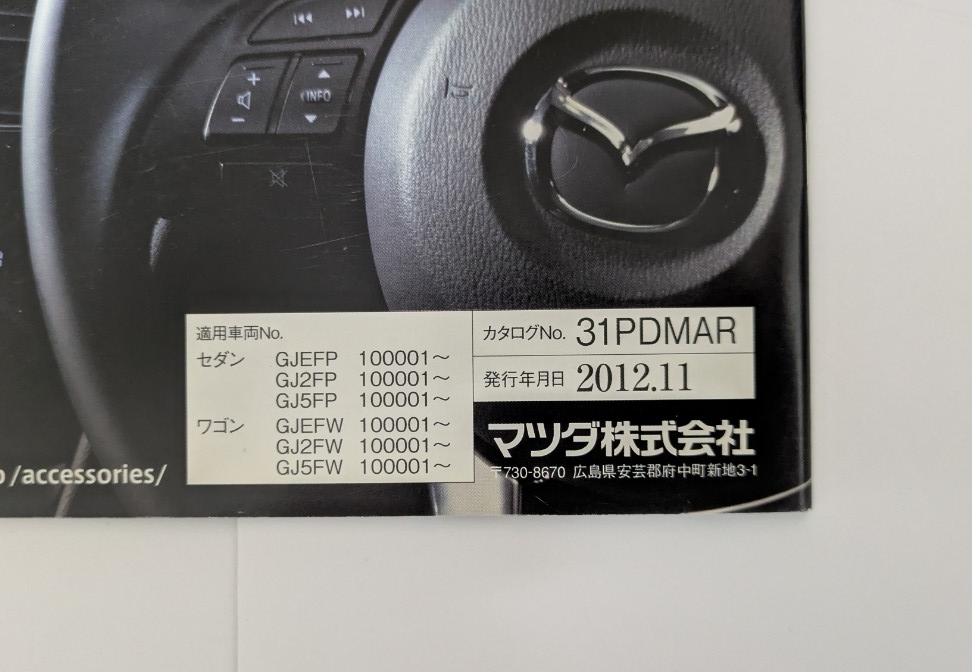 INFO
適用車両No.
セダン GJEFP 100001～
GJ2FP 100001～
GJ5FP 100001～
ワゴン GJEFW 100001～
GJ2FW 100001～
GJ5FW 100001～
カタログNo. 31PDMAR
発行年月日 2012.11
マツダ株式会社
〒730-8670 広島県安芸郡府中町新地3-1
/accessories/